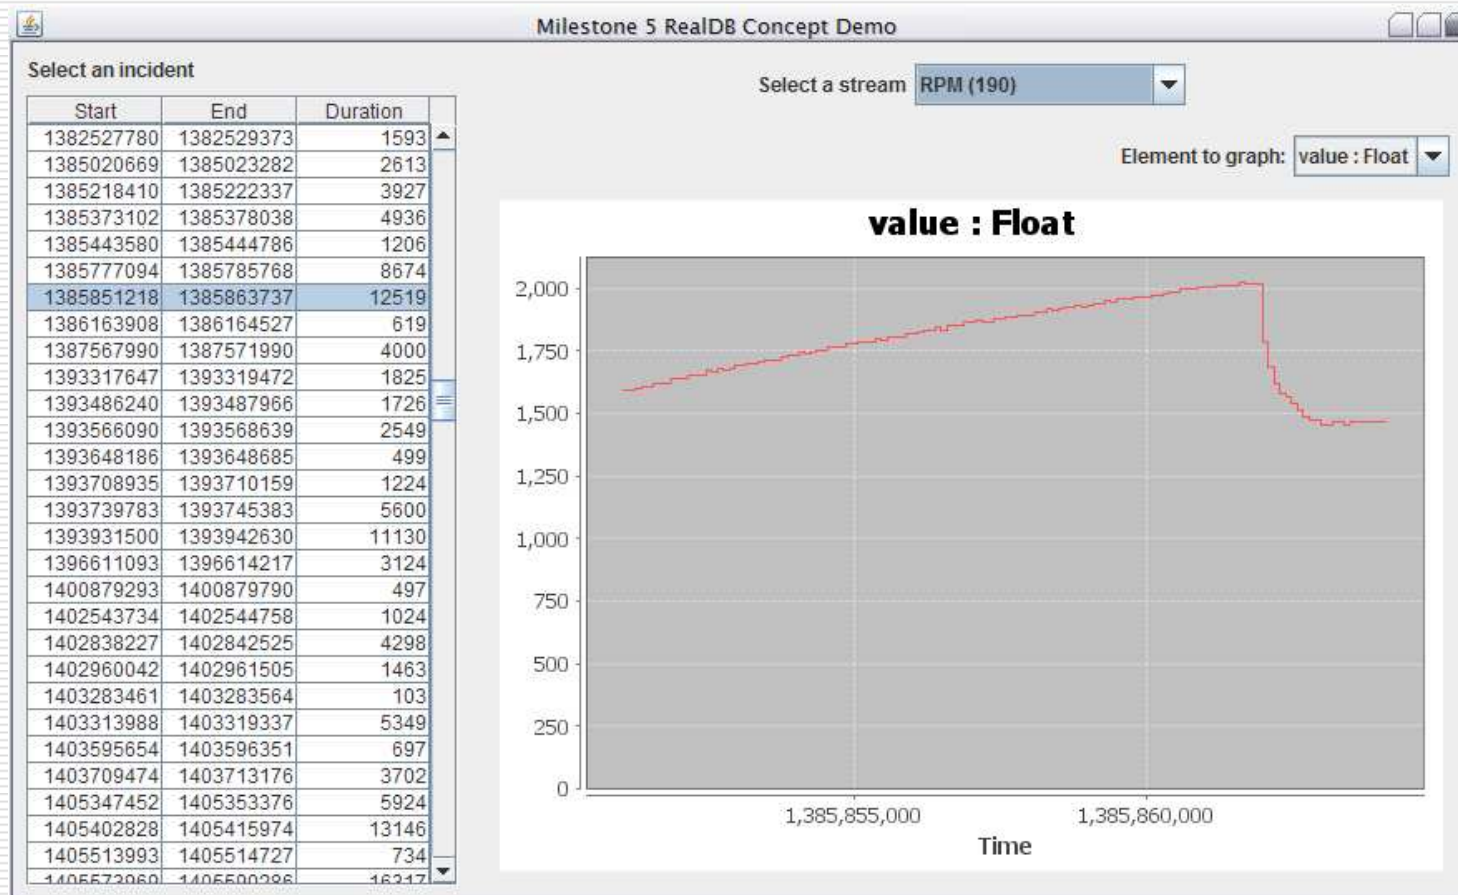 Milestone 5 RealDB Concept Demo
Select an incident
Start End Duration
1382527780 1382529373 1593
1385020669 1385023282 2613
1385218410 1385222337 3927
1385373102 1385378038 4936
1385443580 1385444786 1206
1385777094 1385785768 8674
1385851218 1385863737 12519
1386163908 1386164527 619
1387567990 1387571990 4000
1393317647 1393319472 1825
1393486240 1393487966 1726
1393566090 1393568639 2549
1393648186 1393648685 499
1393708935 1393710159 1224
1393739783 1393745383 5600
1393931500 1393942630 11130
1396611093 1396614217 3124
1400879293 1400879790 497
1402543734 1402544758 1024
1402838227 1402842525 4298
1402960042 1402961505 1463
1403283461 1403283564 103
1403313988 1403319337 5349
1403595654 1403596351 697
1403709474 1403713176 3702
1405347452 1405353376 5924
1405402828 1405415974 13146
1405513993 1405514727 734
1405573969 1405590286 16317
Select a stream RPM (190)
Element to graph: value : Float
value : Float
2,000
1,750
1,500
1,250
1,000
750
500
250
0
1,385,855,000 1,385,860,000
Time